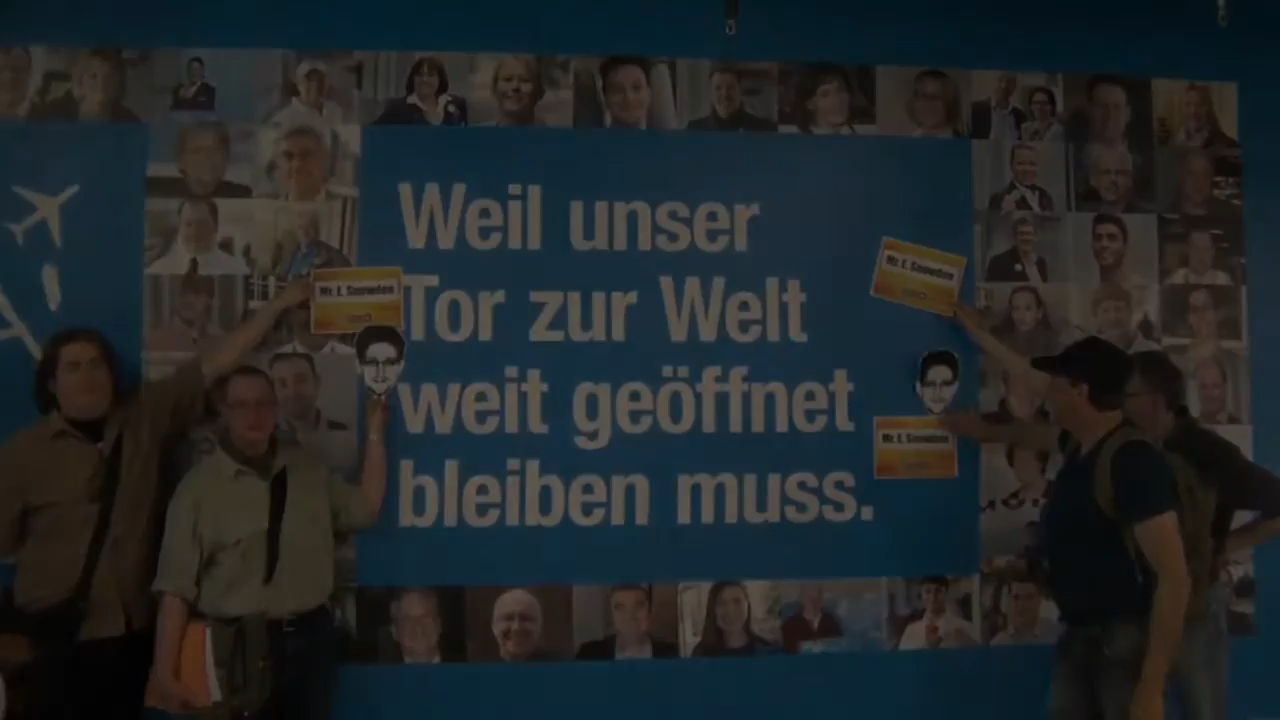 Weil unser
Tor zur Welt
weit geöffnet
bleiben muss.
Mr. E. Snowden
Mr. E. Snowden
Mr. E. Snowden